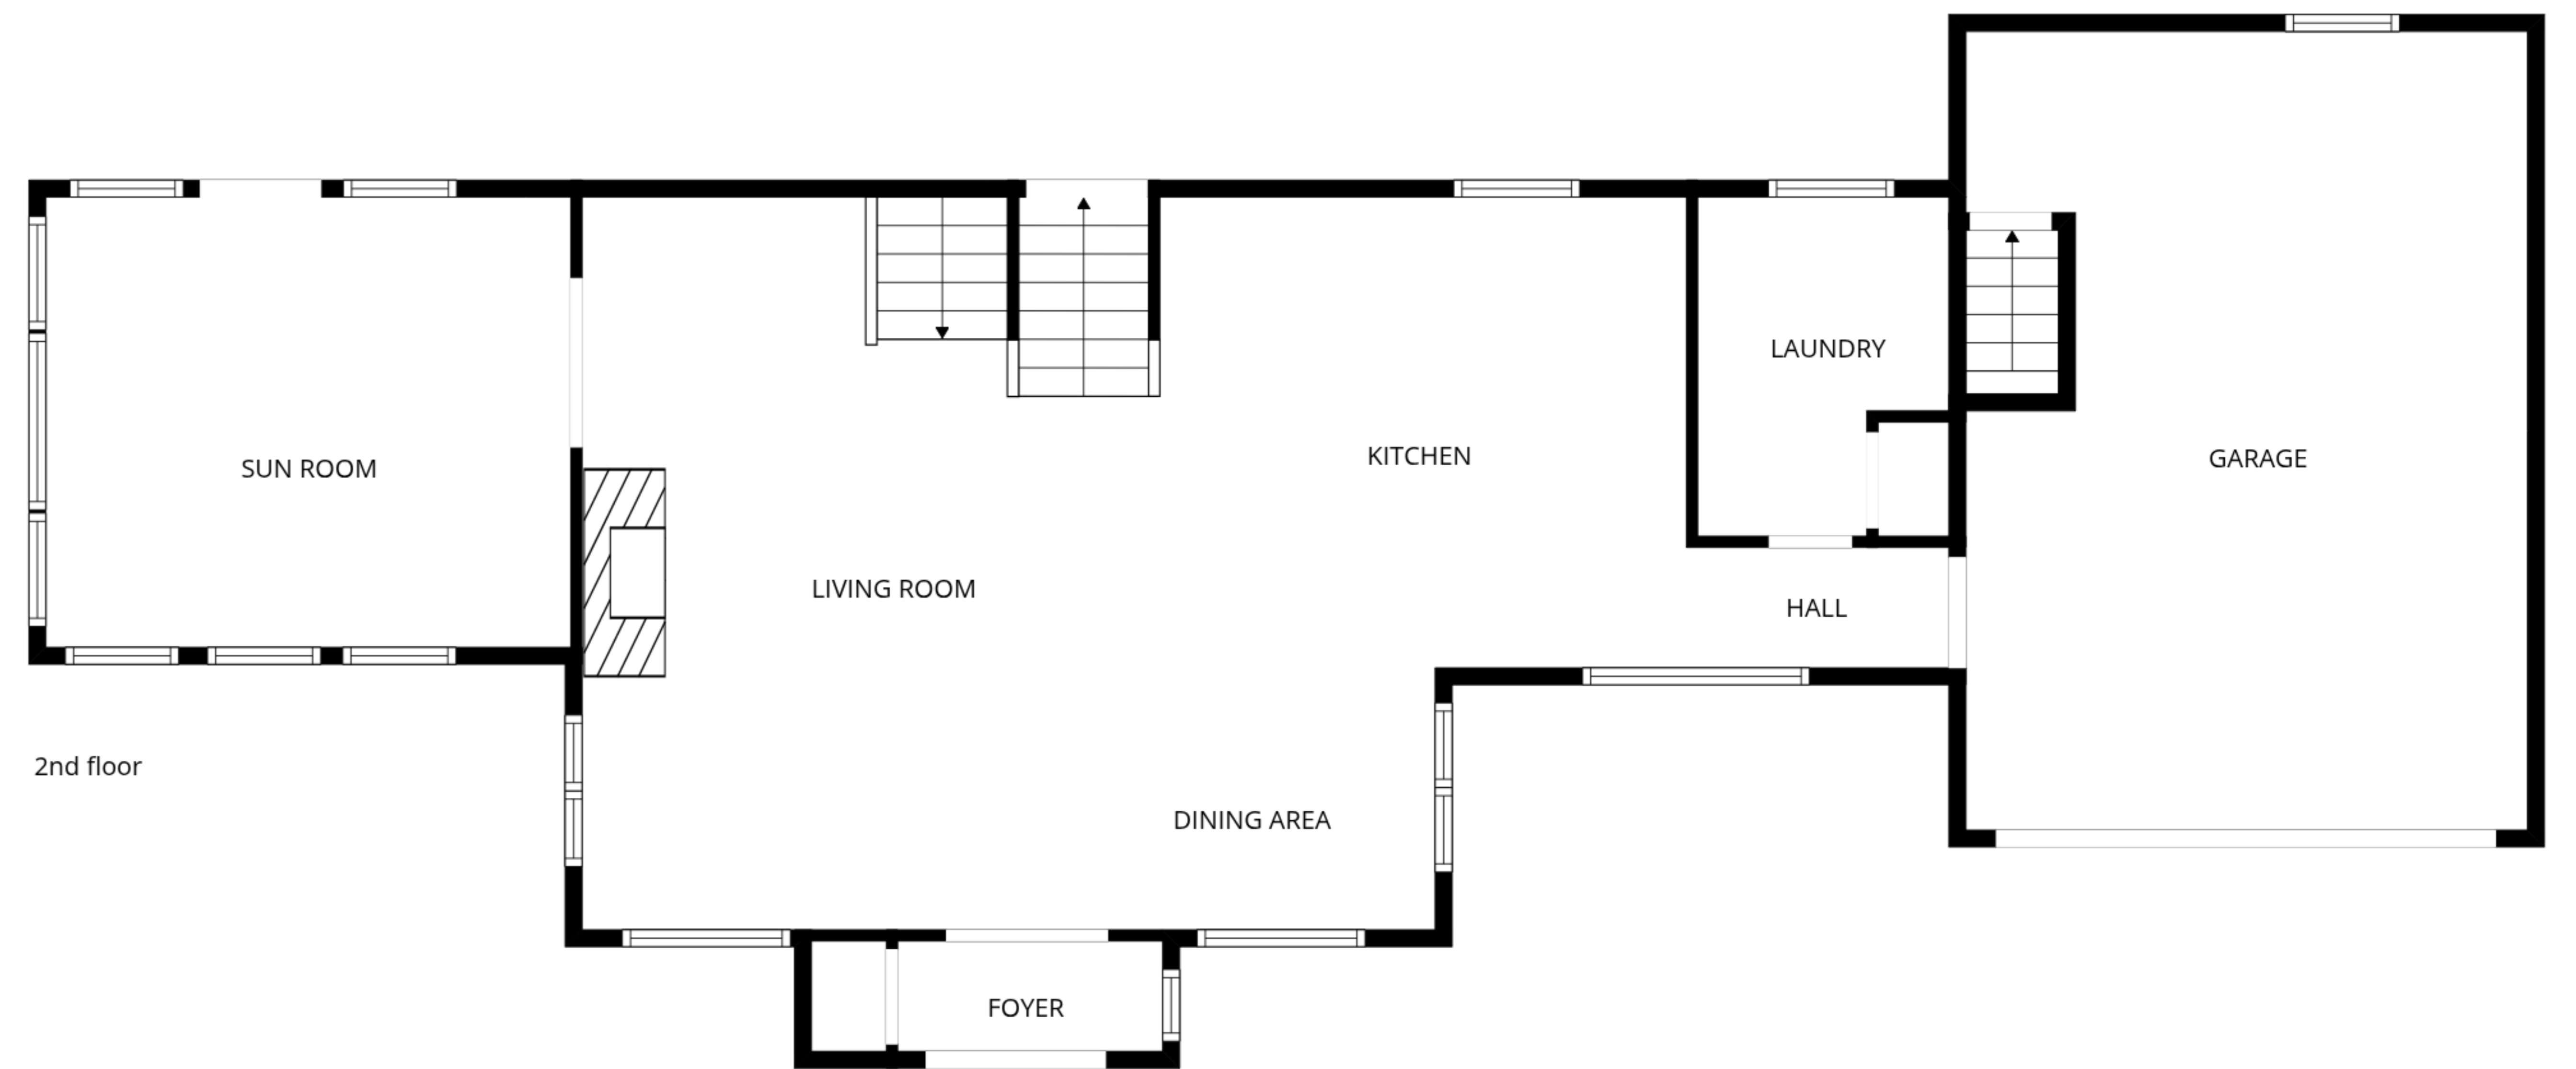 LAUNDRY
KITCHEN
GARAGE
SUN ROOM
LIVING ROOM
HALL
2nd floor
DINING AREA
FOYER